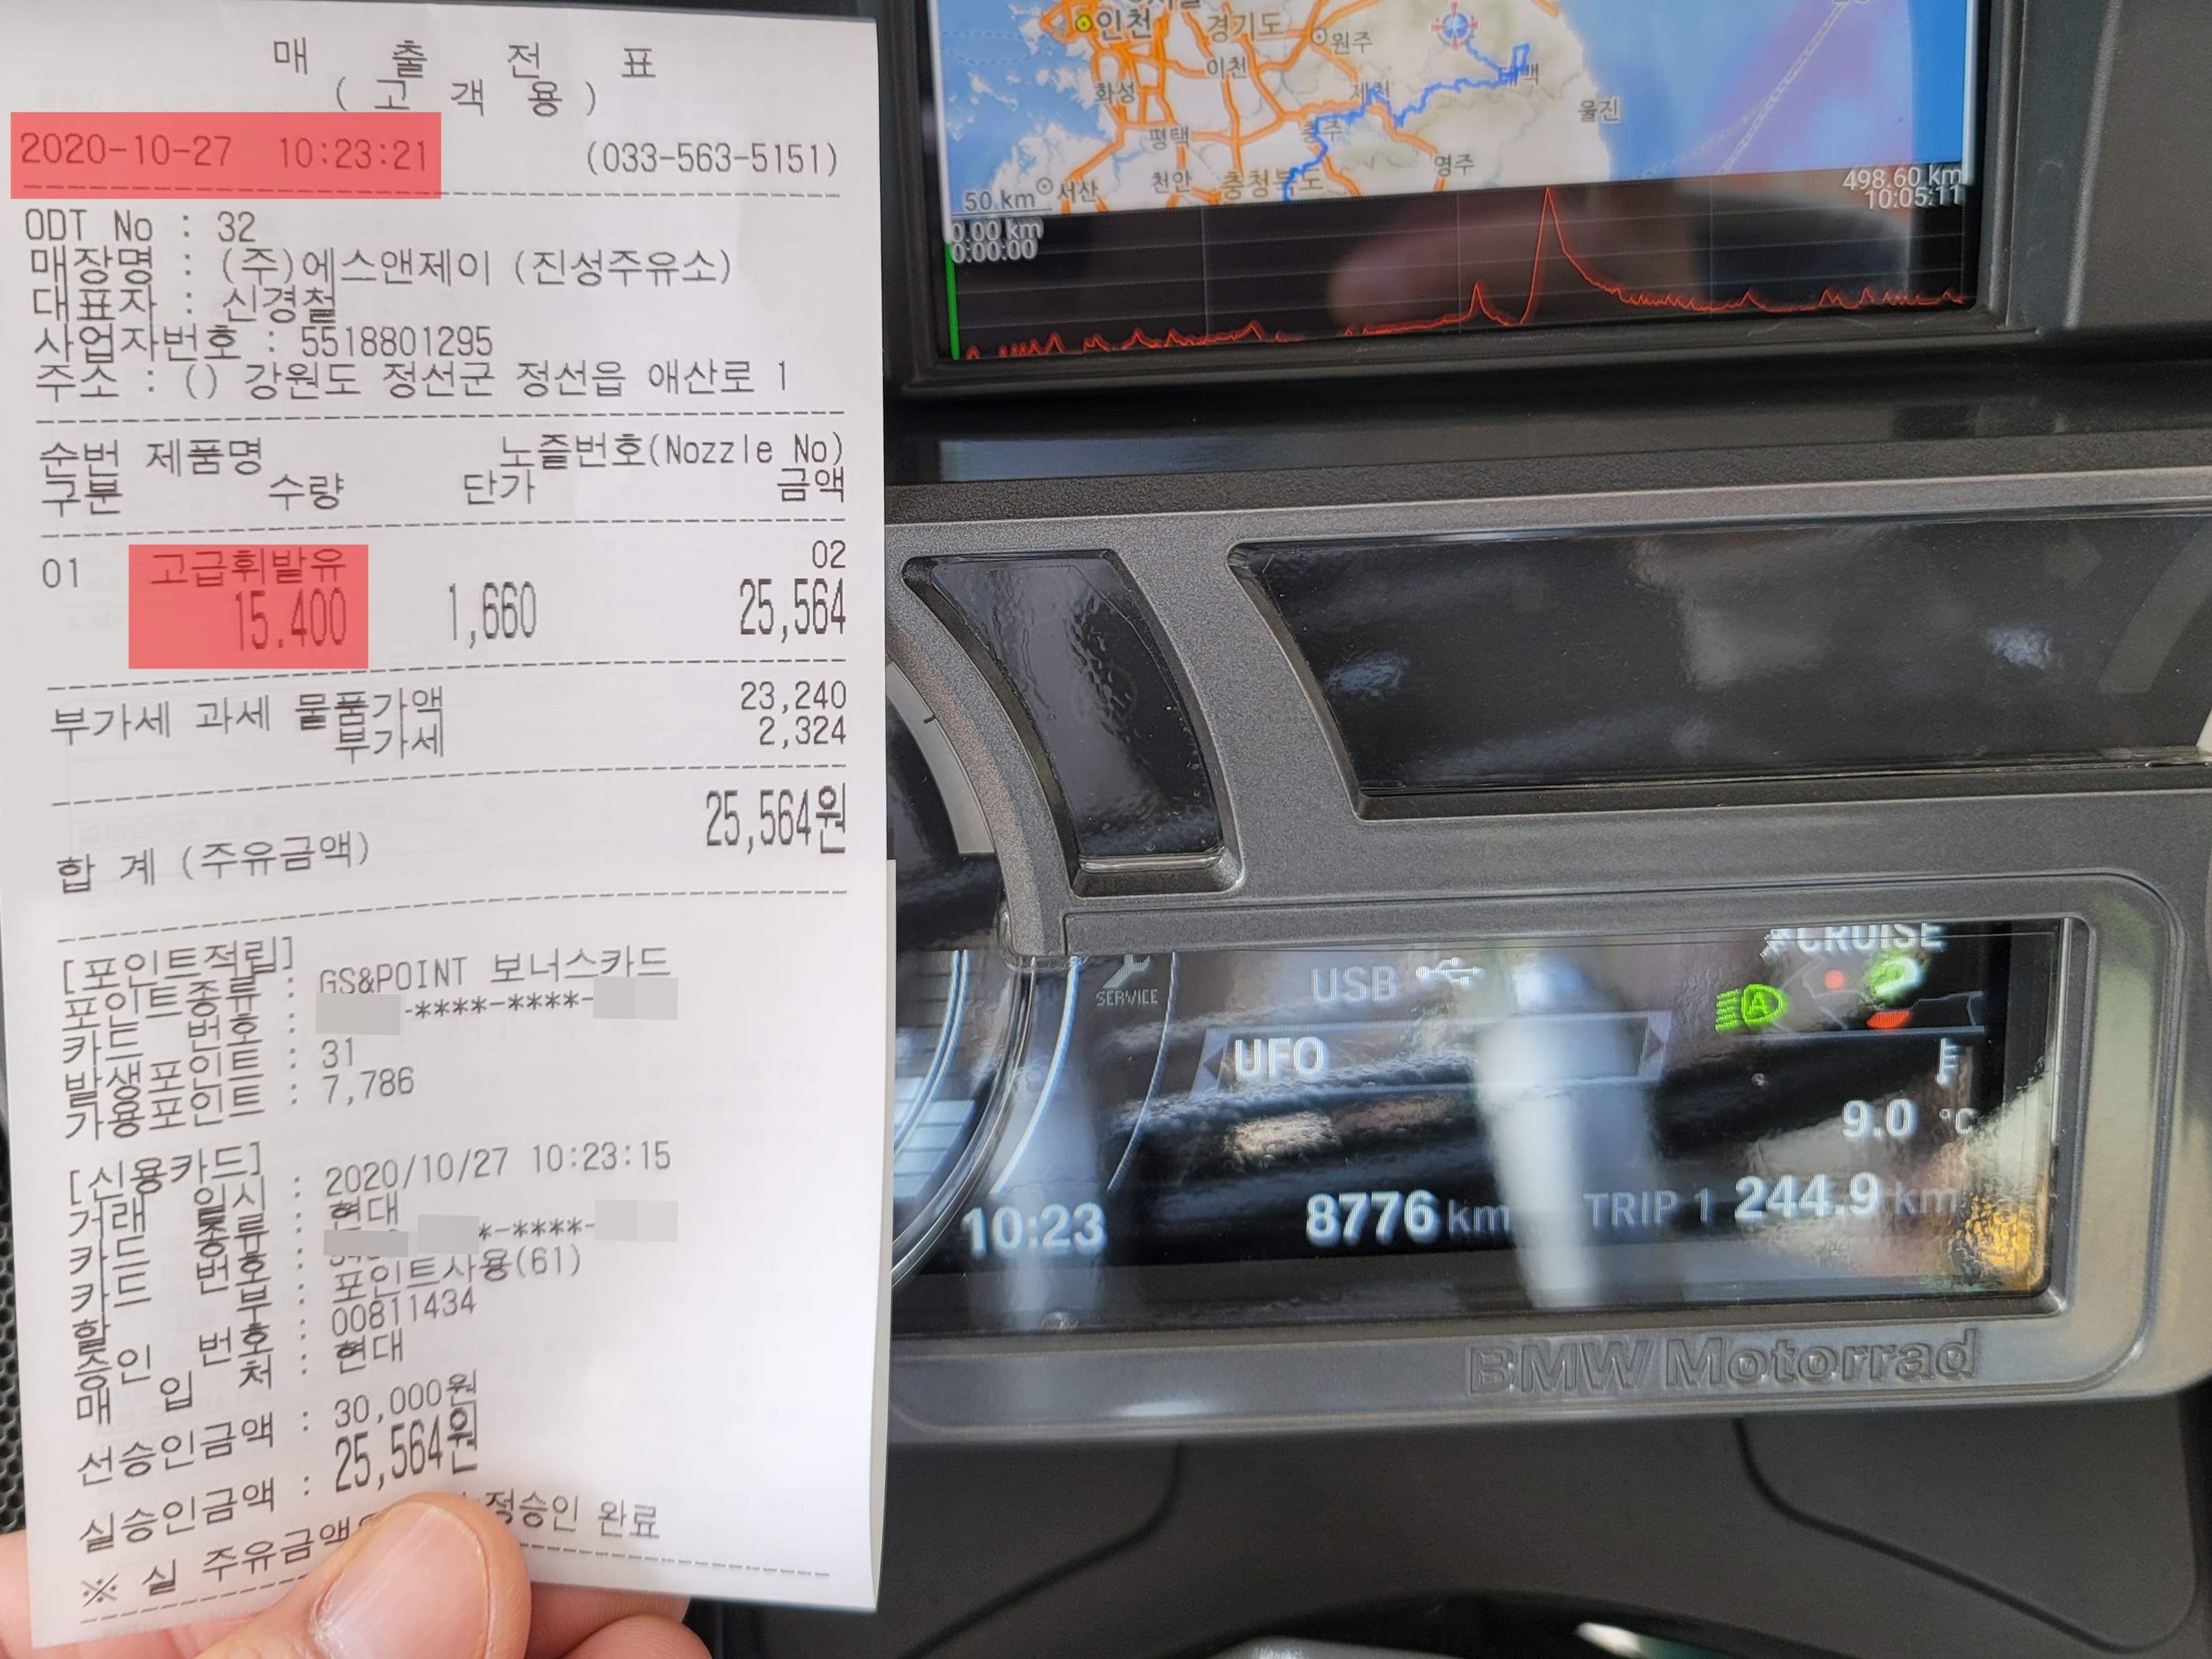 매 출 전 표
( 고 객 용 )
2020-10-27 10:23:21 (033-563-5151)
ODT No : 32
매장명 : (주)에스앤제이 (진성주유소)
대표자 : 신경철
사업자번호 : 5518801295
주소 : () 강원도 정선군 정선읍 애산로 1
순번 제품명 노즐번호(Nozzle No)
구분 수량 단가 금액
01 고급휘발유 02
15.400 1,660 25,564
부가세 과세 물품가액 23,240
부가세 2,324
합 계 (주유금액) 25,564원
[포인트적립]
포인트종류 : GS&POINT 보너스카드
카드 번호 : -****-****-
발생포인트 : 31
가용포인트 : 7,786
[신용카드]
거래 일시 : 2020/10/27 10:23:15
카드 종류 : 현대
카드 번호 : *-****-
할 부 : 포인트사용(61)
승인 번호 : 00811434
매 입 처 : 현대
선승인금액 : 30,000원
실승인금액 : 25,564원
※ 실 주유금액 정승인 완료
인천 경기도 원주
이천
화성 제천 태백
울진
평택 충주
영주
서산 천안 충청북도
50 km
498.60 km
10:05:11
0.00 km
0:00:00
CRUISE
SERVICE
USB
A
UFO
E
9.0 °C
10:23 8776 km TRIP 1 244.9 km
BMW Motorrad